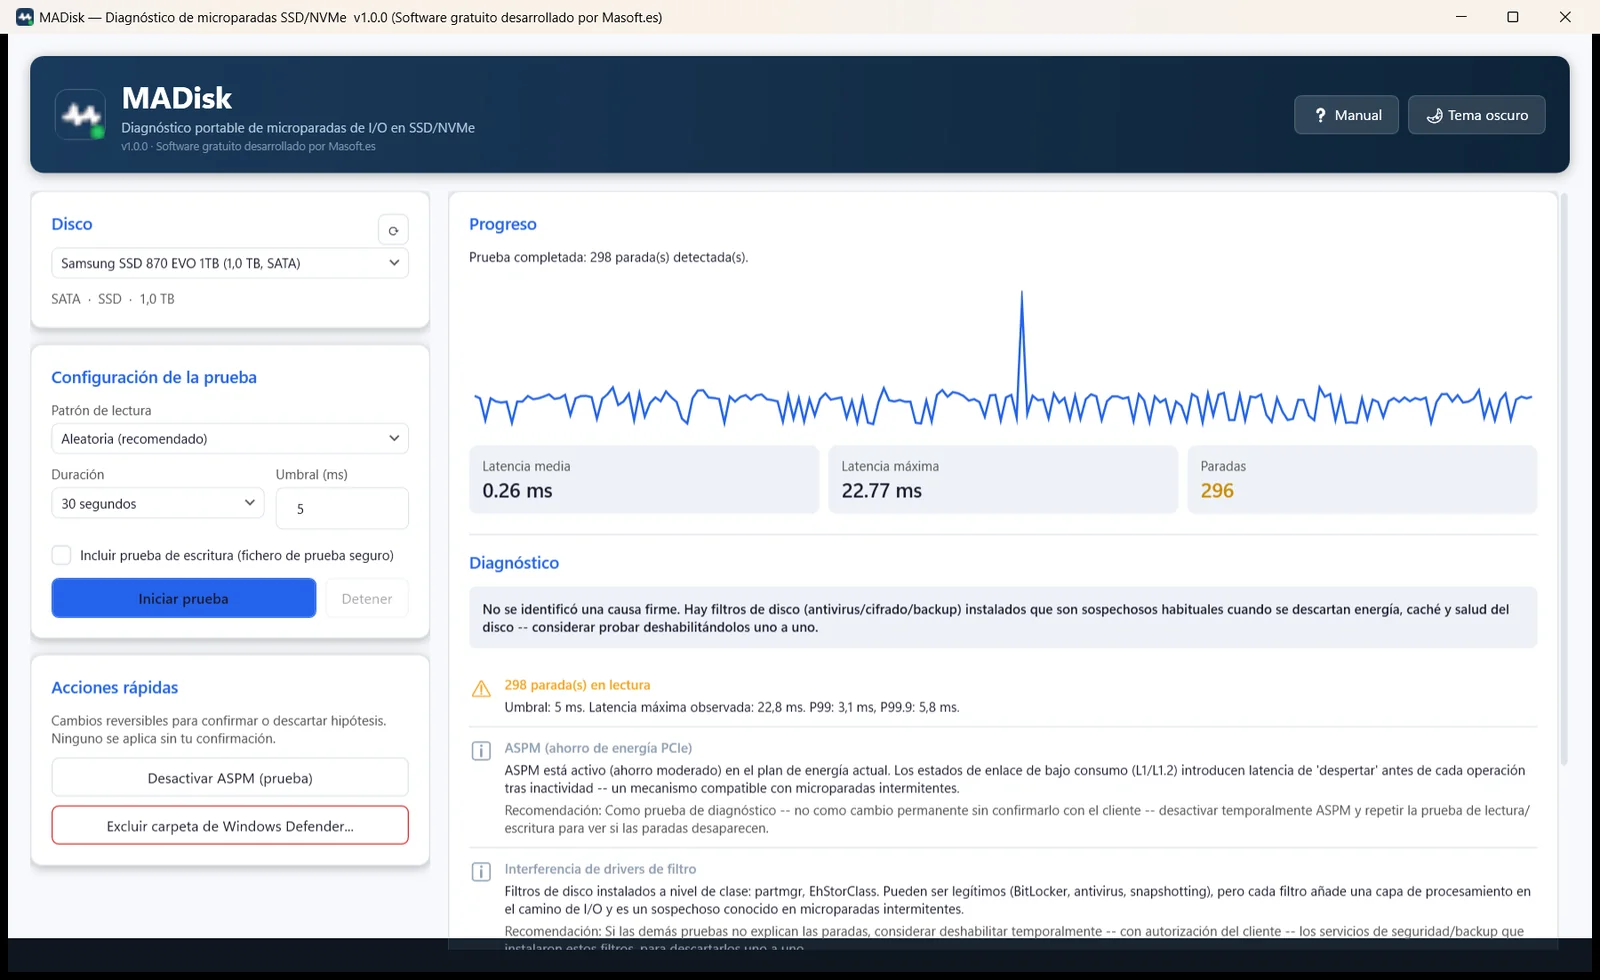 MADisk — Diagnóstico de microparadas SSD/NVMe v1.0.0 (Software gratuito desarrollado por Masoft.es)
MADisk
Diagnóstico portable de microparadas de I/O en SSD/NVMe
v1.0.0 · Software gratuito desarrollado por Masoft.es
? Manual
Tema oscuro
Disco
Samsung SSD 870 EVO 1TB (1,0 TB, SATA)
SATA · SSD · 1,0 TB
Configuración de la prueba
Patrón de lectura
Aleatoria (recomendado)
Duración
Umbral (ms)
30 segundos
5
Incluir prueba de escritura (fichero de prueba seguro)
Iniciar prueba
Detener
Acciones rápidas
Cambios reversibles para confirmar o descartar hipótesis.
Ninguno se aplica sin tu confirmación.
Desactivar ASPM (prueba)
Excluir carpeta de Windows Defender...
Progreso
Prueba completada: 298 parada(s) detectada(s).
Latencia media
0.26 ms
Latencia máxima
22.77 ms
Paradas
296
Diagnóstico
No se identificó una causa firme. Hay filtros de disco (antivirus/cifrado/backup) instalados que son sospechosos habituales cuando se descartan energía, caché y salud del
disco -- considerar probar deshabilitándolos uno a uno.
298 parada(s) en lectura
Umbral: 5 ms. Latencia máxima observada: 22,8 ms. P99: 3,1 ms, P99.9: 5,8 ms.
ASPM (ahorro de energía PCIe)
ASPM está activo (ahorro moderado) en el plan de energía actual. Los estados de enlace de bajo consumo (L1/L1.2) introducen latencia de 'despertar' antes de cada operación
tras inactividad -- un mecanismo compatible con microparadas intermitentes.
Recomendación: Como prueba de diagnóstico -- no como cambio permanente sin confirmarlo con el cliente -- desactivar temporalmente ASPM y repetir la prueba de lectura/
escritura para ver si las paradas desaparecen.
Interferencia de drivers de filtro
Filtros de disco instalados a nivel de clase: partmgr, EhStorClass. Pueden ser legítimos (BitLocker, antivirus, snapshotting), pero cada filtro añade una capa de procesamiento en
el camino de I/O y es un sospechoso conocido en microparadas intermitentes.
Recomendación: Si las demás pruebas no explican las paradas, considerar deshabilitar temporalmente -- con autorización del cliente -- los servicios de seguridad/backup que
instalaron estos filtros, para descartarlos uno a uno.